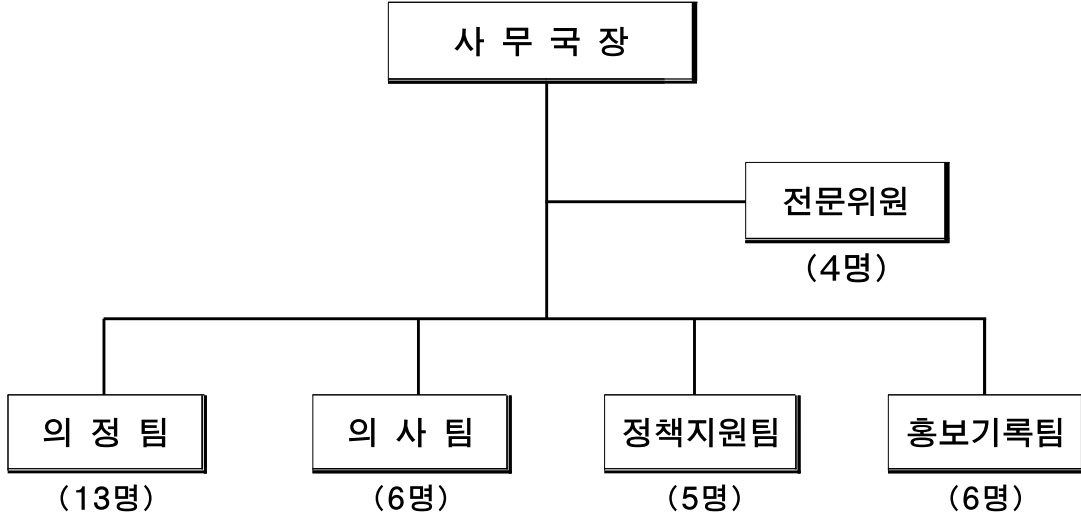 사 무 국 장
전문위원
(4명)
의 정 팀
의 사 팀
정책지원팀
홍보기록팀
(13명)
(6명)
(5명)
(6명)